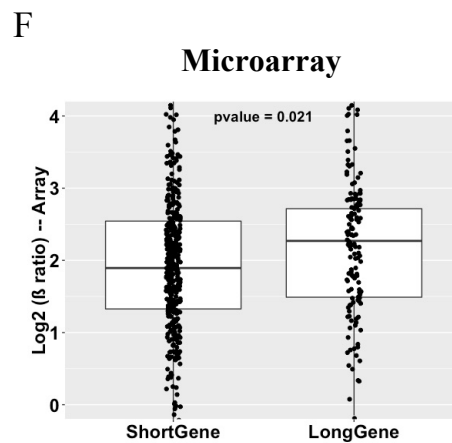 F
Microarray
pvalue = 0.021
Log2 (ß ratio) -- Array
4
3
2
1
0
ShortGene
LongGene